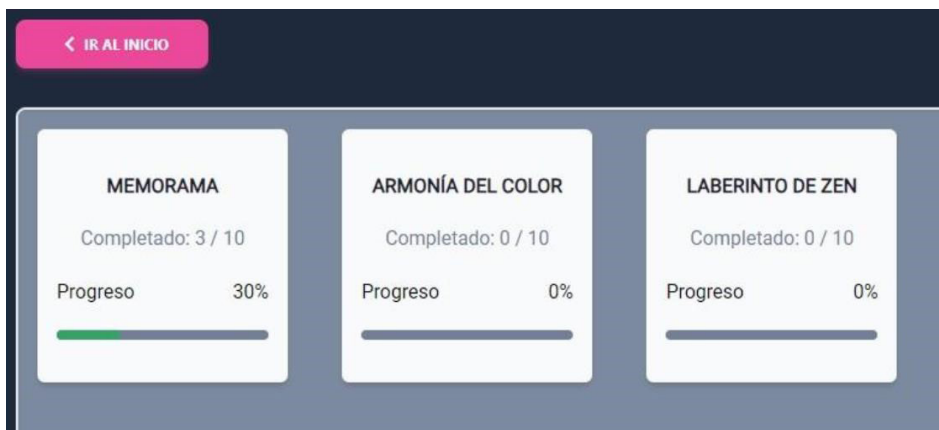 IR AL INICIO
MEMORAMA
Completado: 3 / 10
Progreso 30%
ARMONÍA DEL COLOR
Completado: 0 / 10
Progreso 0%
LABERINTO DE ZEN
Completado: 0 / 10
Progreso 0%